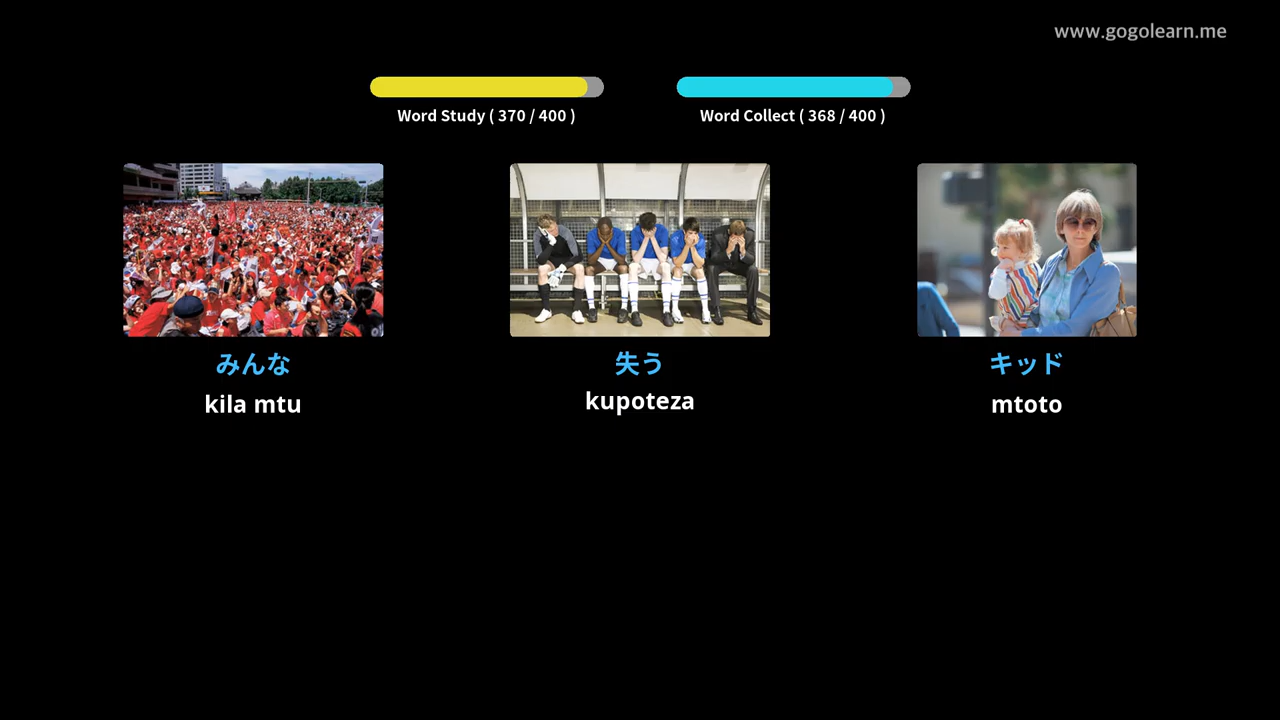 www.gogolearn.me
Word Study ( 370 / 400 )
Word Collect ( 368 / 400 )
みんな
kila mtu
失う
kupoteza
キッド
mtoto